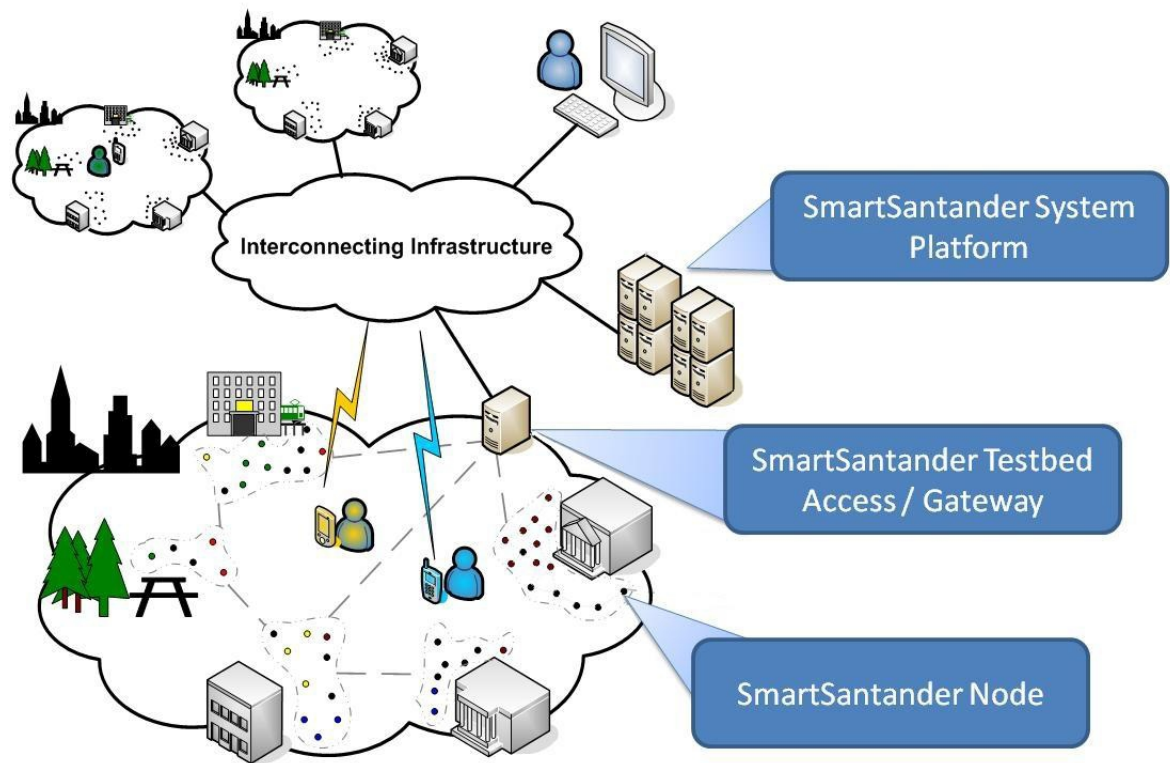 Interconnecting Infrastructure
SmartSantander System
Platform
SmartSantander Testbed
Access / Gateway
SmartSantander Node